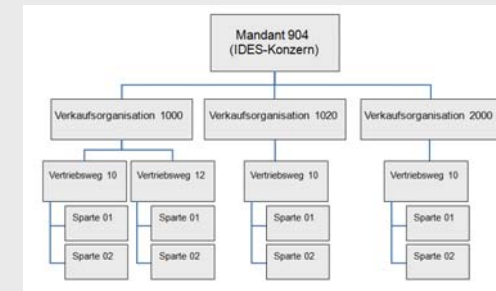 Mandant 904
(IDES-Konzern)
Verkaufsorganisation 1000
Verkaufsorganisation 1020
Verkaufsorganisation 2000
Vertriebsweg 10
Vertriebsweg 12
Vertriebsweg 10
Vertriebsweg 10
Sparte 01
Sparte 01
Sparte 01
Sparte 01
Sparte 02
Sparte 02
Sparte 02
Sparte 02